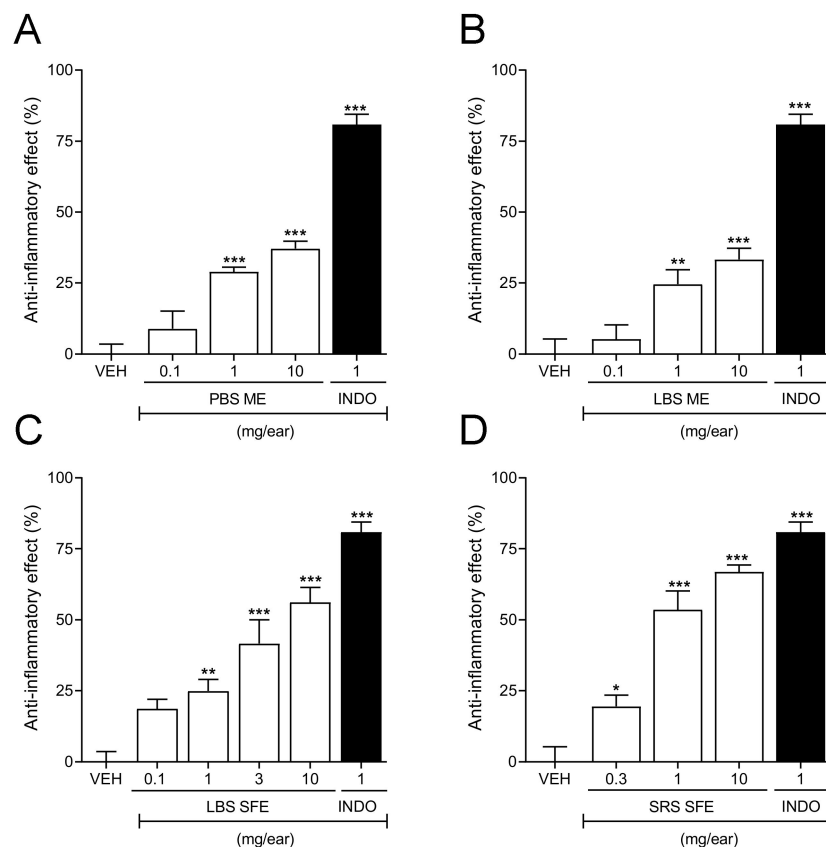 A
Anti-inflammatory effect (%)
100
75
50
25
0
***
***
***
VEH 0.1 1 10 1
PBS ME INDO
(mg/ear)
B
Anti-inflammatory effect (%)
100
75
50
25
0
**
***
***
VEH 0.1 1 10 1
LBS ME INDO
(mg/ear)
C
Anti-inflammatory effect (%)
100
75
50
25
0
**
***
***
***
VEH 0.1 1 3 10 1
LBS SFE INDO
(mg/ear)
D
Anti-inflammatory effect (%)
100
75
50
25
0
*
***
***
***
VEH 0.3 1 10 1
SRS SFE INDO
(mg/ear)